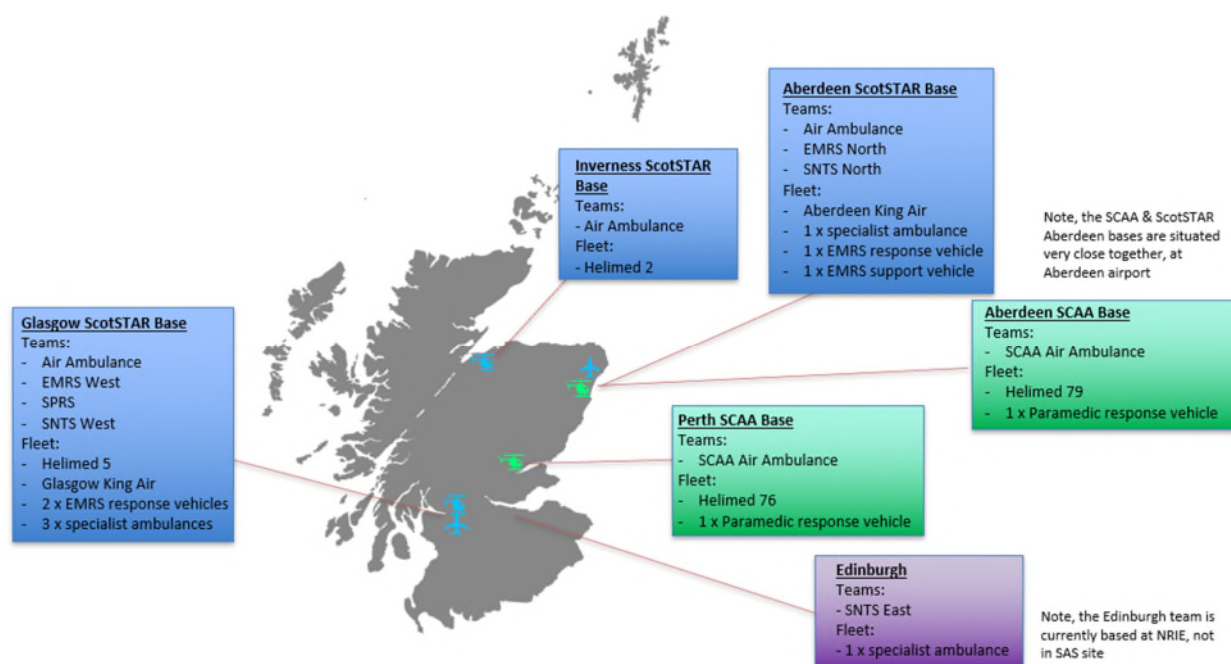 Aberdeen ScotSTAR Base
Teams:
- Air Ambulance
- EMRS North
- SNTS North
Fleet:
- Aberdeen King Air
- 1 x specialist ambulance
- 1 x EMRS response vehicle
- 1 x EMRS support vehicle
Inverness ScotSTAR
Base
Teams:
- Air Ambulance
Fleet:
- Helimed 2
Note, the SCAA & ScotSTAR
Aberdeen bases are situated
very close together, at
Aberdeen airport
Glasgow ScotSTAR Base
Teams:
- Air Ambulance
- EMRS West
- SPRS
- SNTS West
Fleet:
- Helimed 5
- Glasgow King Air
- 2 x EMRS response vehicles
- 3 x specialist ambulances
Aberdeen SCAA Base
Teams:
- SCAA Air Ambulance
Fleet:
- Helimed 79
- 1 x Paramedic response vehicle
Perth SCAA Base
Teams:
- SCAA Air Ambulance
Fleet:
- Helimed 76
- 1 x Paramedic response vehicle
Edinburgh
Teams:
- SNTS East
Fleet:
- 1 x specialist ambulance
Note, the Edinburgh team is
currently based at NRIE, not
in SAS site